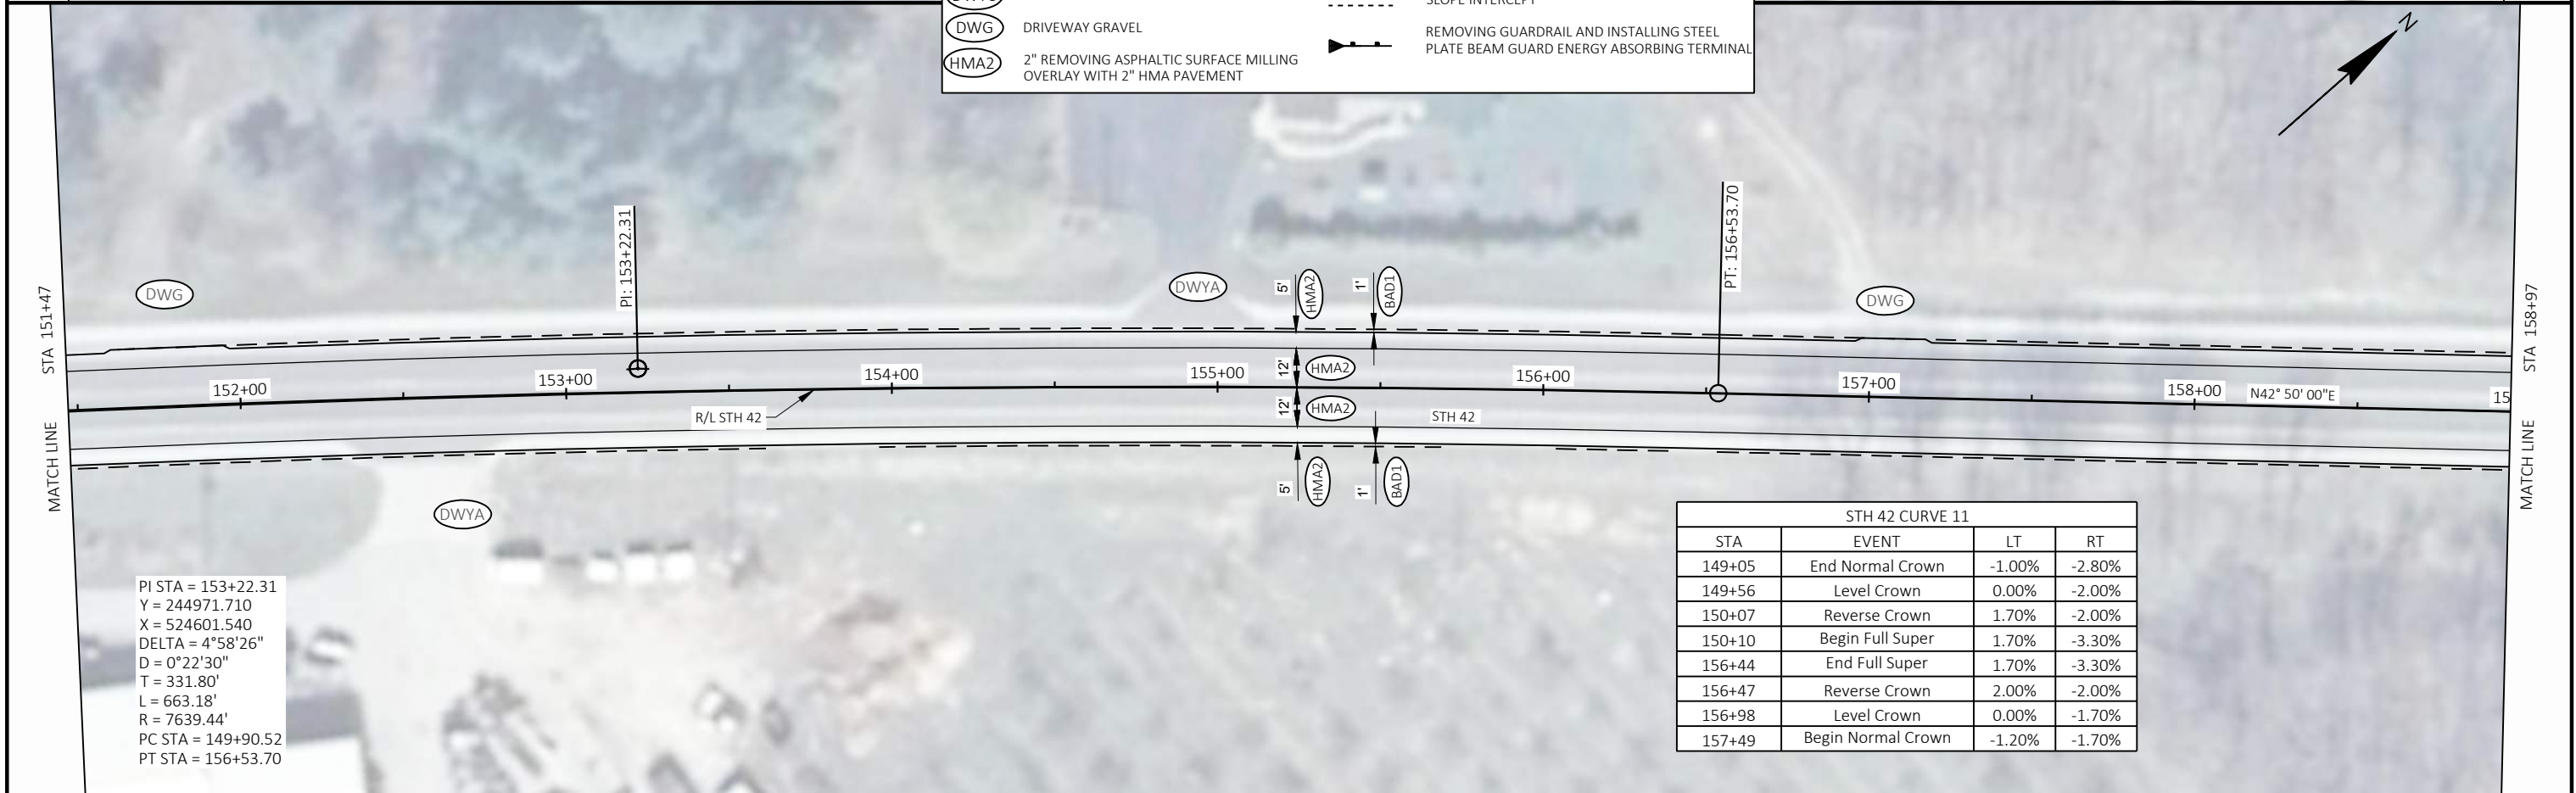 DWG DRIVEWAY GRAVEL
HMA2 2" REMOVING ASPHALTIC SURFACE MILLING
OVERLAY WITH 2" HMA PAVEMENT
SLOPE INTERCEPT
REMOVING GUARDRAIL AND INSTALLING STEEL
PLATE BEAM GUARD ENERGY ABSORBING TERMINAL
N
STA 151+47
MATCH LINE
DWG
PI: 153+22.31
DWYA
5'
HMA2
1'
BAD1
PT: 156+53.70
DWG
STA 158+97
MATCH LINE
152+00
153+00
154+00
155+00
156+00
157+00
158+00
N42° 50' 00"E
15
12'
HMA2
12'
HMA2
R/L STH 42
STH 42
5'
HMA2
1'
BAD1
DWYA
PI STA = 153+22.31
Y = 244971.710
X = 524601.540
DELTA = 4°58'26"
D = 0°22'30"
T = 331.80'
L = 663.18'
R = 7639.44'
PC STA = 149+90.52
PT STA = 156+53.70
STH 42 CURVE 11
STA EVENT LT RT
149+05 End Normal Crown -1.00% -2.80%
149+56 Level Crown 0.00% -2.00%
150+07 Reverse Crown 1.70% -2.00%
150+10 Begin Full Super 1.70% -3.30%
156+44 End Full Super 1.70% -3.30%
156+47 Reverse Crown 2.00% -2.00%
156+98 Level Crown 0.00% -1.70%
157+49 Begin Normal Crown -1.20% -1.70%